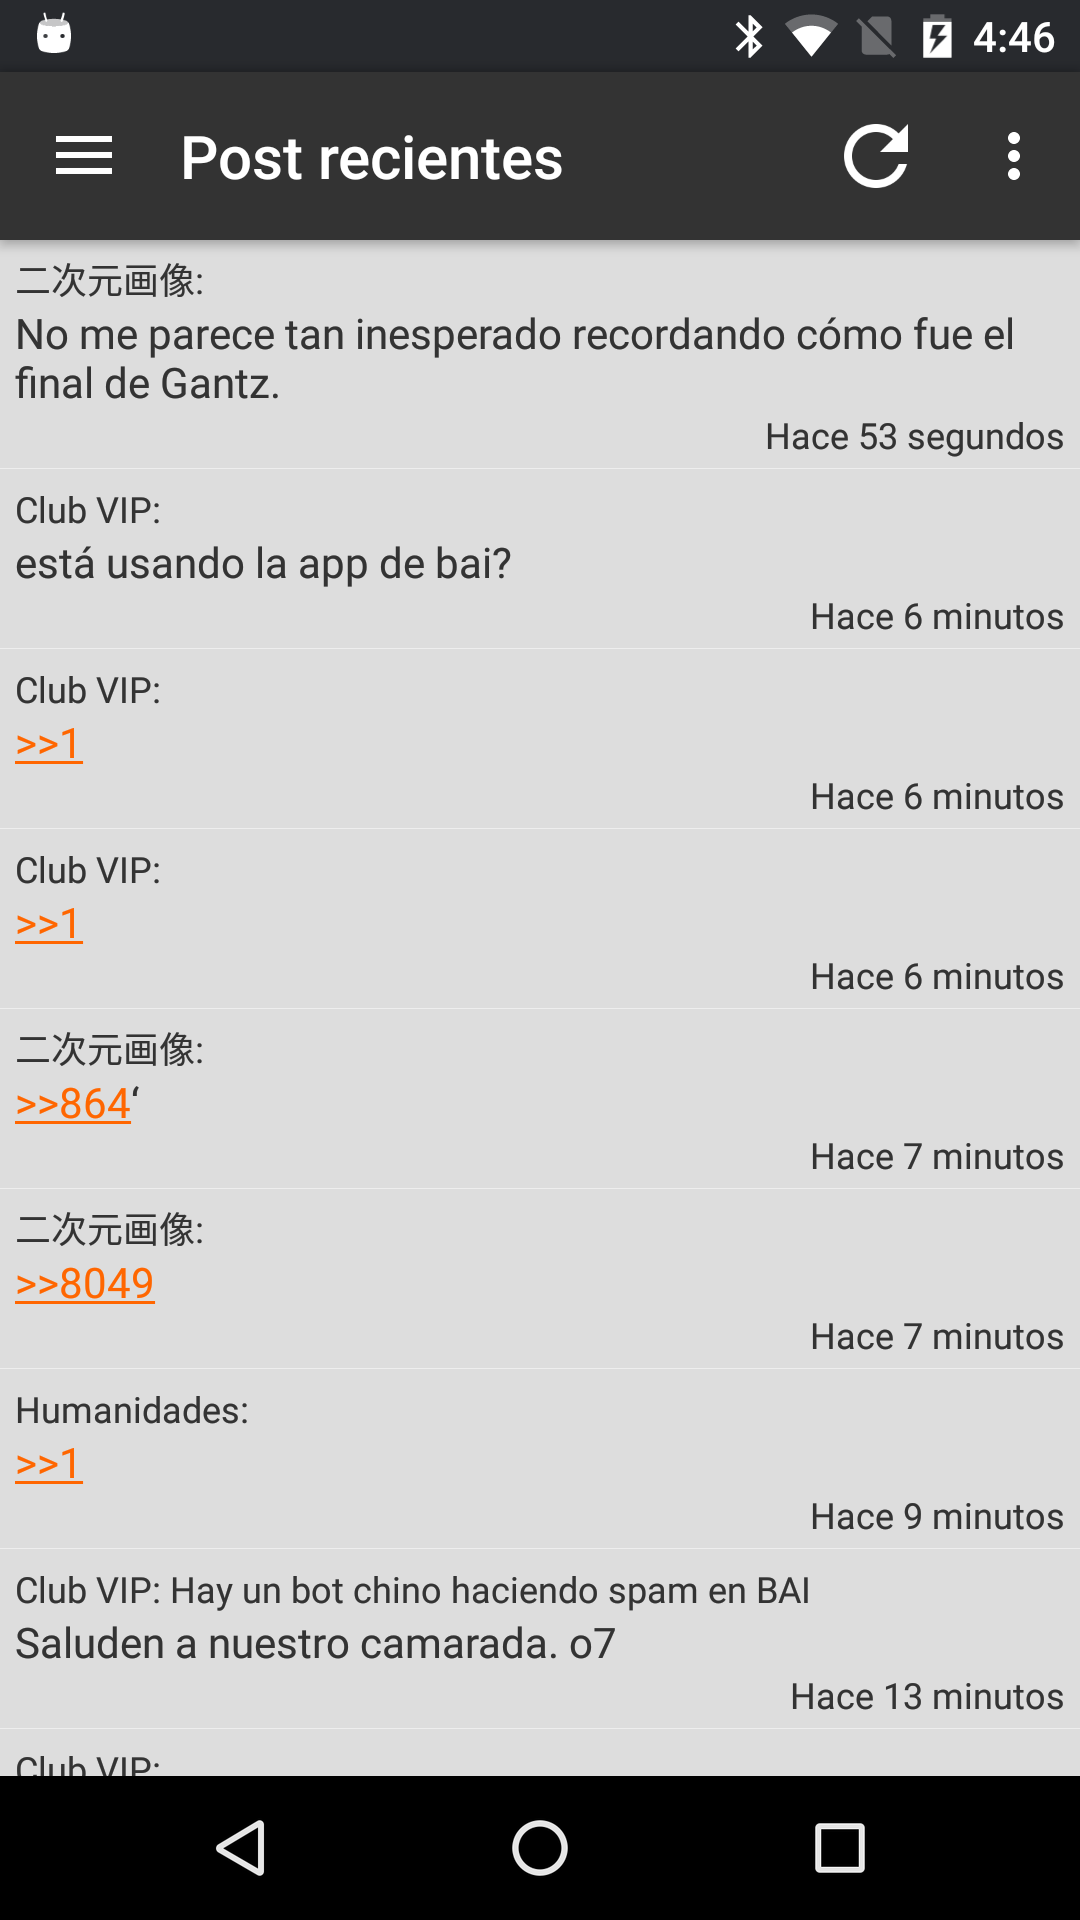 4:46
Post recientes
二次元画像:
No me parece tan inesperado recordando cómo fue el
final de Gantz.
Hace 53 segundos
Club VIP:
está usando la app de bai?
Hace 6 minutos
Club VIP:
>>1
Hace 6 minutos
Club VIP:
>>1
Hace 6 minutos
二次元画像:
>>864‘
Hace 7 minutos
二次元画像:
>>8049
Hace 7 minutos
Humanidades:
>>1
Hace 9 minutos
Club VIP: Hay un bot chino haciendo spam en BAI
Saluden a nuestro camarada. o7
Hace 13 minutos
Club VIP: